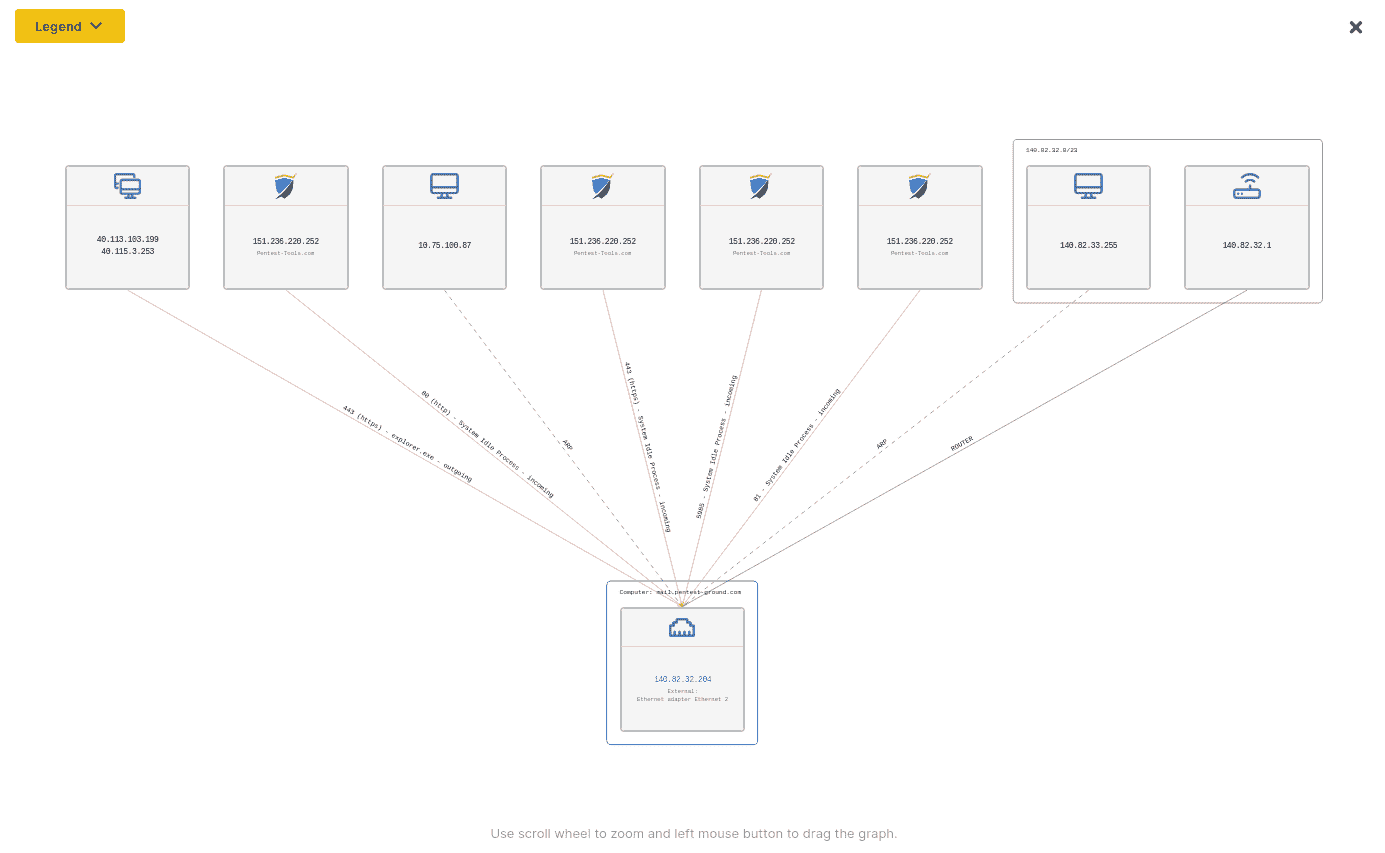 Legend
140.82.32.0/23
40.113.103.199
40.115.3.253
151.236.220.252
Pentest-Tools.com
10.75.100.87
151.236.220.252
Pentest-Tools.com
151.236.220.252
Pentest-Tools.com
151.236.220.252
Pentest-Tools.com
140.82.33.255
140.82.32.1
443 (https) - explorer.exe - outgoing
80 (http) - System Idle Process - incoming
ARP
443 (https) - System Idle Process - incoming
5985 - System Idle Process - incoming
81 - System Idle Process - incoming
ARP
ROUTER
Computer: mail.pentest-ground.com
140.82.32.204
External:
Ethernet adapter Ethernet 2
Use scroll wheel to zoom and left mouse button to drag the graph.